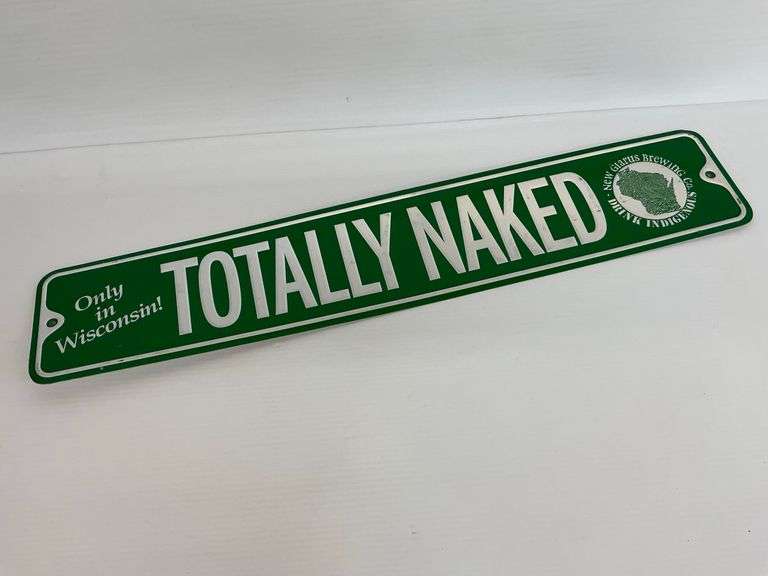 Only
in
Wisconsin!
TOTALLY NAKED
New Glarus Brewing Co.
DRINK INDIGENOUS